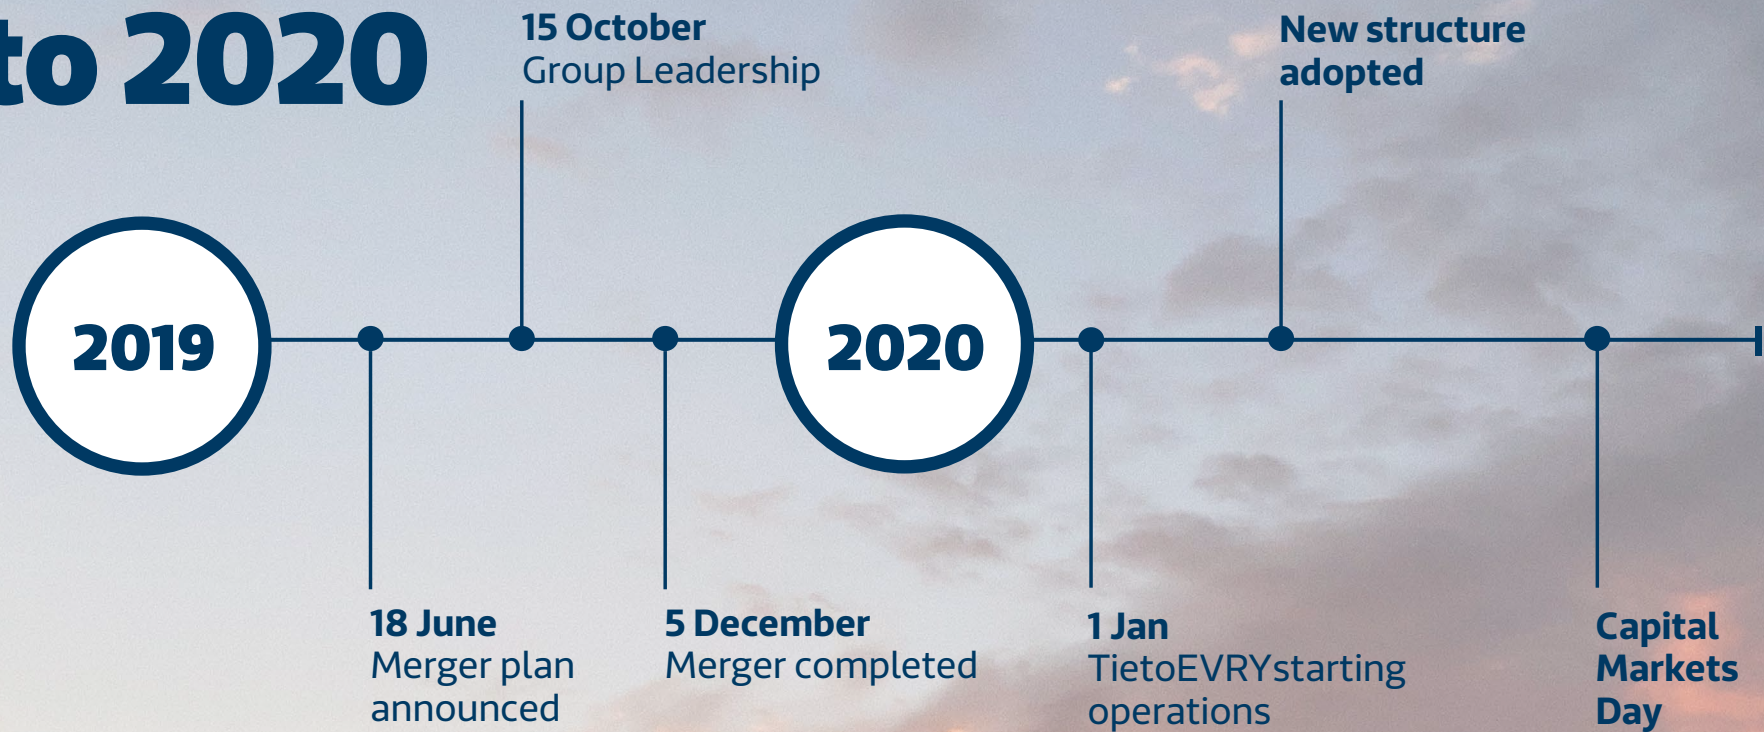 to 2020
15 October
Group Leadership
New structure
adopted
2019
2020
18 June
Merger plan
announced
5 December
Merger completed
1 Jan
TietoEVRYstarting
operations
Capital
Markets
Day